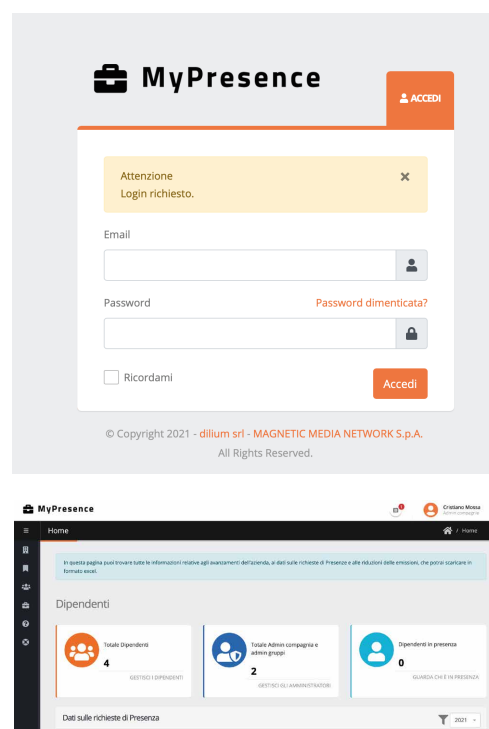 MyPresence
ACCEDI
Attenzione
Login richiesto.
Email
Password
Password dimenticata?
Ricordami
Accedi
© Copyright 2021 - dilium srl - MAGNETIC MEDIA NETWORK S.p.A.
All Rights Reserved.
MyPresence
Cristiano Mossa
Admin compagnia
Home
/ Home
In questa pagina puoi trovare tutte le informazioni relative agli avanzamenti dell'azienda, ai dati sulle richieste di Presenze e alle riduzioni delle emissioni, che potrai scaricare in
formato excel.
Dipendenti
Totale Dipendenti
4
GESTISCI I DIPENDENTI
Totale Admin compagnia e
admin gruppi
2
GESTISCI GLI AMMINISTRATORI
Dipendenti in presenza
0
GUARDA CHI È IN PRESENZA
Dati sulle richieste di Presenza
2021